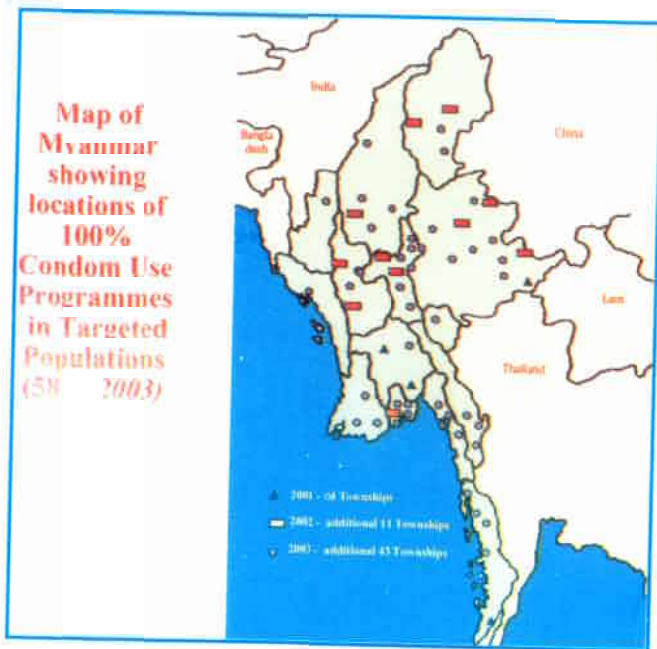 Map of
Myanmar
showing
locations of
100%
Condom Use
Programmes
in Targeted
Populations
(58 2003)
India
Bangla
desh
China
Laos
Thailand
2001 - 04 Townships
2002 - additional 11 Townships
2003 - additional 43 Townships